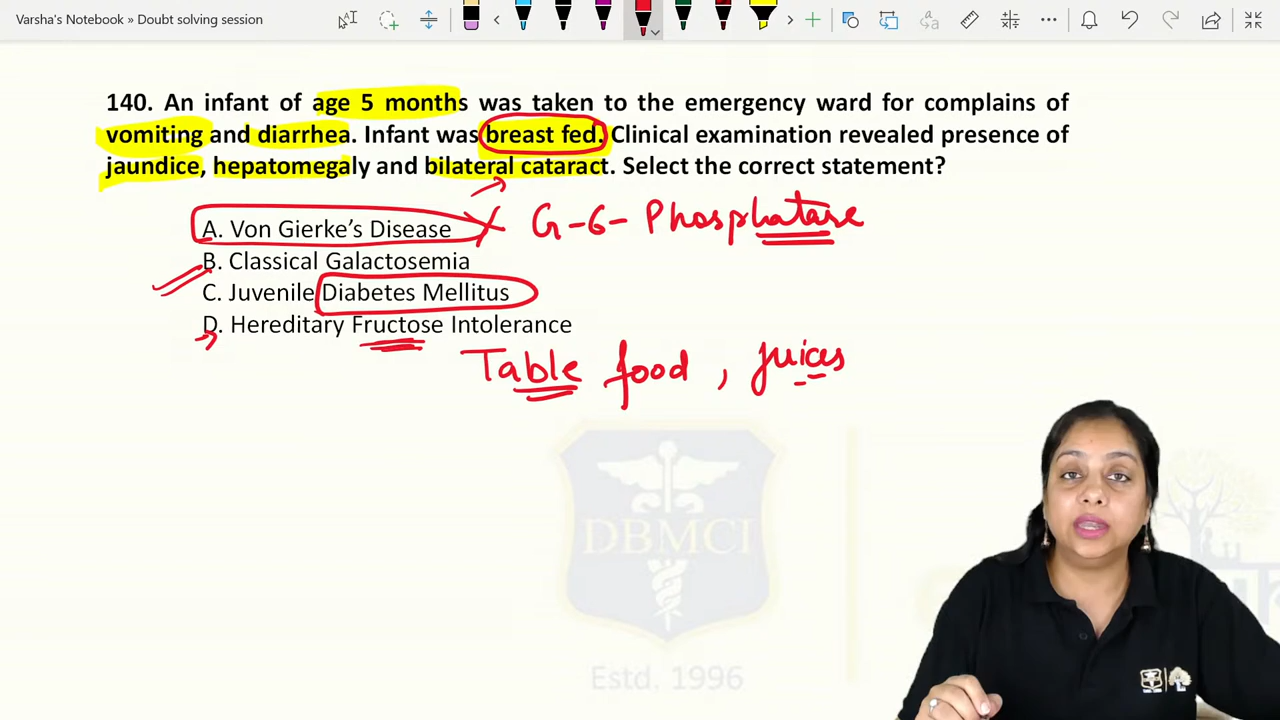 Varsha's Notebook » Doubt solving session
140. An infant of age 5 months was taken to the emergency ward for complains of
vomiting and diarrhea. Infant was breast fed. Clinical examination revealed presence of
jaundice, hepatomegaly and bilateral cataract. Select the correct statement?
A. Von Gierke's Disease
G-6-Phosphatase
B. Classical Galactosemia
C. Juvenile Diabetes Mellitus
D. Hereditary Fructose Intolerance
Table food, juices
DBMCI
Estd. 1996